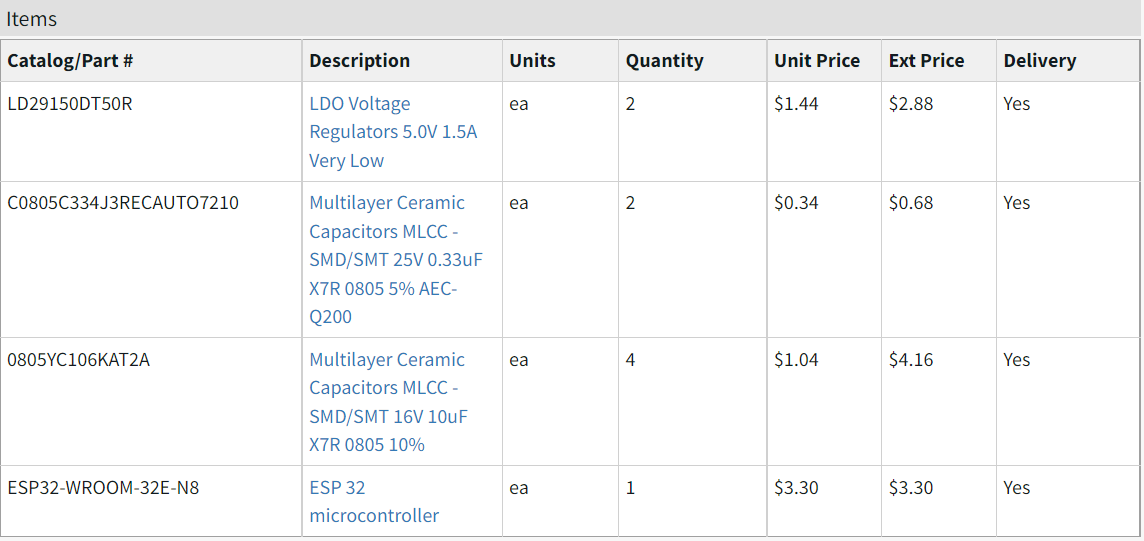 Items
Catalog/Part # Description Units Quantity Unit Price Ext Price Delivery
LD29150DT50R LDO Voltage ea 2 $1.44 $2.88 Yes
Regulators 5.0V 1.5A
Very Low
C0805C334J3RECAUTO7210 Multilayer Ceramic ea 2 $0.34 $0.68 Yes
Capacitors MLCC -
SMD/SMT 25V 0.33uF
X7R 0805 5% AEC-
Q200
0805YC106KAT2A Multilayer Ceramic ea 4 $1.04 $4.16 Yes
Capacitors MLCC -
SMD/SMT 16V 10uF
X7R 0805 10%
ESP32-WROOM-32E-N8 ESP 32 ea 1 $3.30 $3.30 Yes
microcontroller